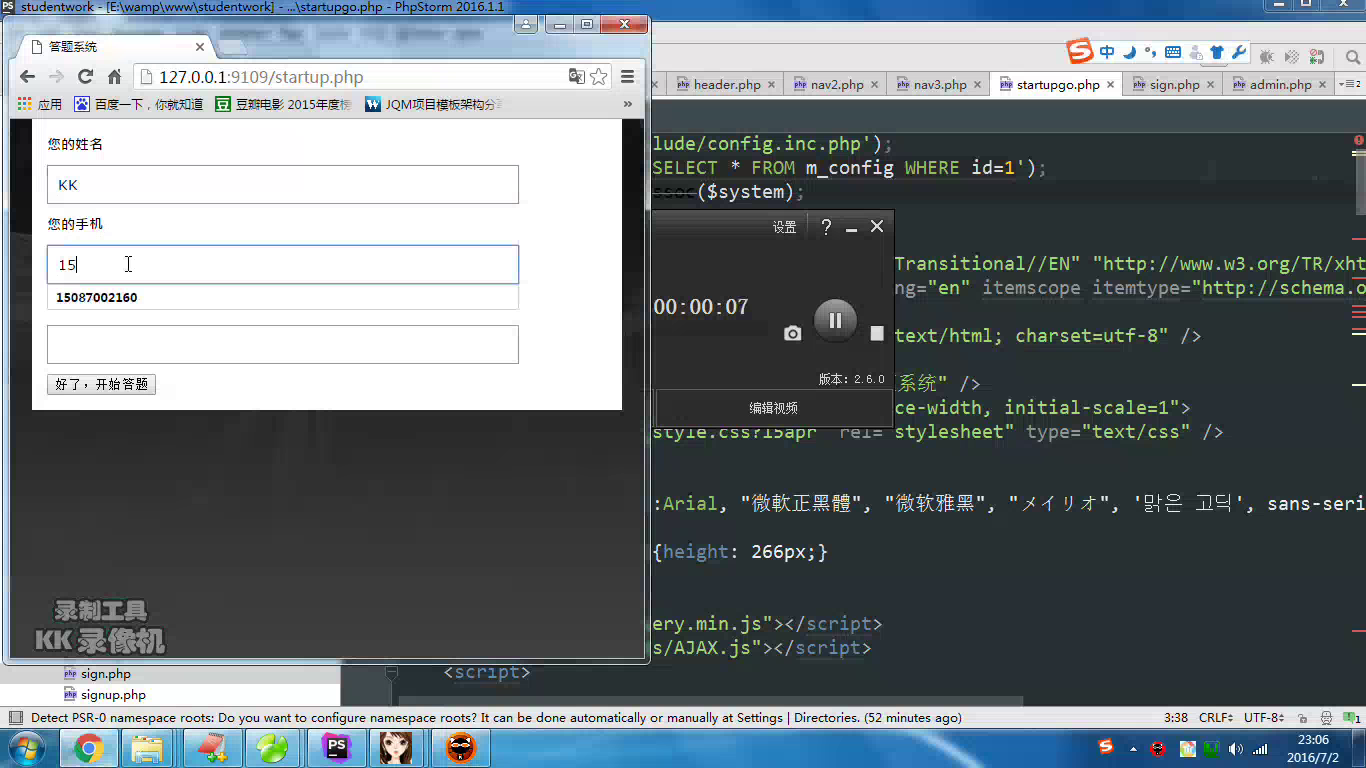 studentwork - [E:\wamp\www\studentwork] - ...\startupgo.php - PhpStorm 2016.1.1
答题系统
127.0.0.1:9109/startup.php
应用 百度一下，你就知道 豆瓣电影 2015年度榜 JQM项目模板架构分 »
您的姓名
KK
您的手机
15
15087002160
好了，开始答题
录制工具
KK 录像机
中
header.php nav2.php nav3.php startupgo.php sign.php admin.php
lude/config.inc.php');
SELECT * FROM m_config WHERE id=1');
ssoc($system);
设置 ?
00:00:07
版本: 2.6.0
编辑视频
Transitional//EN" "http://www.w3.org/TR/xht
ng="en" itemscope itemtype="http://schema.o
text/html; charset=utf-8" />
系统" />
ce-width, initial-scale=1">
style.css?15apr" rel="stylesheet" type="text/css" />
:Arial, "微軟正黑體", "微软雅黑", "メイリオ", '맑은 고딕', sans-seri
{height: 266px;}
ery.min.js"></script>
s/AJAX.js"></script>
<script>
sign.php
signup.php
Detect PSR-0 namespace roots: Do you want to configure namespace roots? It can be done automatically or manually at Settings | Directories. (52 minutes ago)
3:38 CRLF UTF-8
23:06
2016/7/2